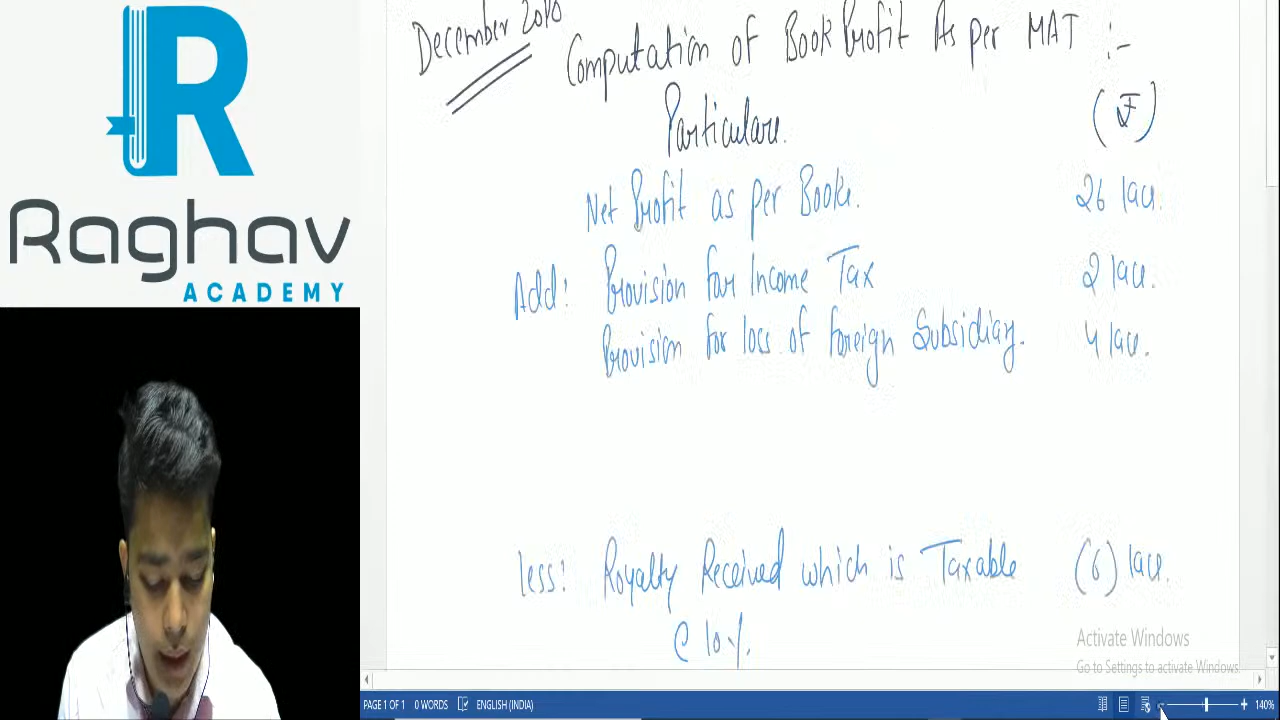 December 2018
Computation of Book Profit As per MAT :-
Particulars. (₹)
Net Profit as per Books. 26 lacs.
Add: Provision for Income Tax 2 lacs.
Provision for loss of foreign Subsidiary. 4 lacs.
less: Royalty Received which is Taxable (6) lacs.
@ 10%.
Raghav
ACADEMY
Activate Windows
Go to Settings to activate Windows.
PAGE 1 OF 1 0 WORDS ENGLISH (INDIA) 140%